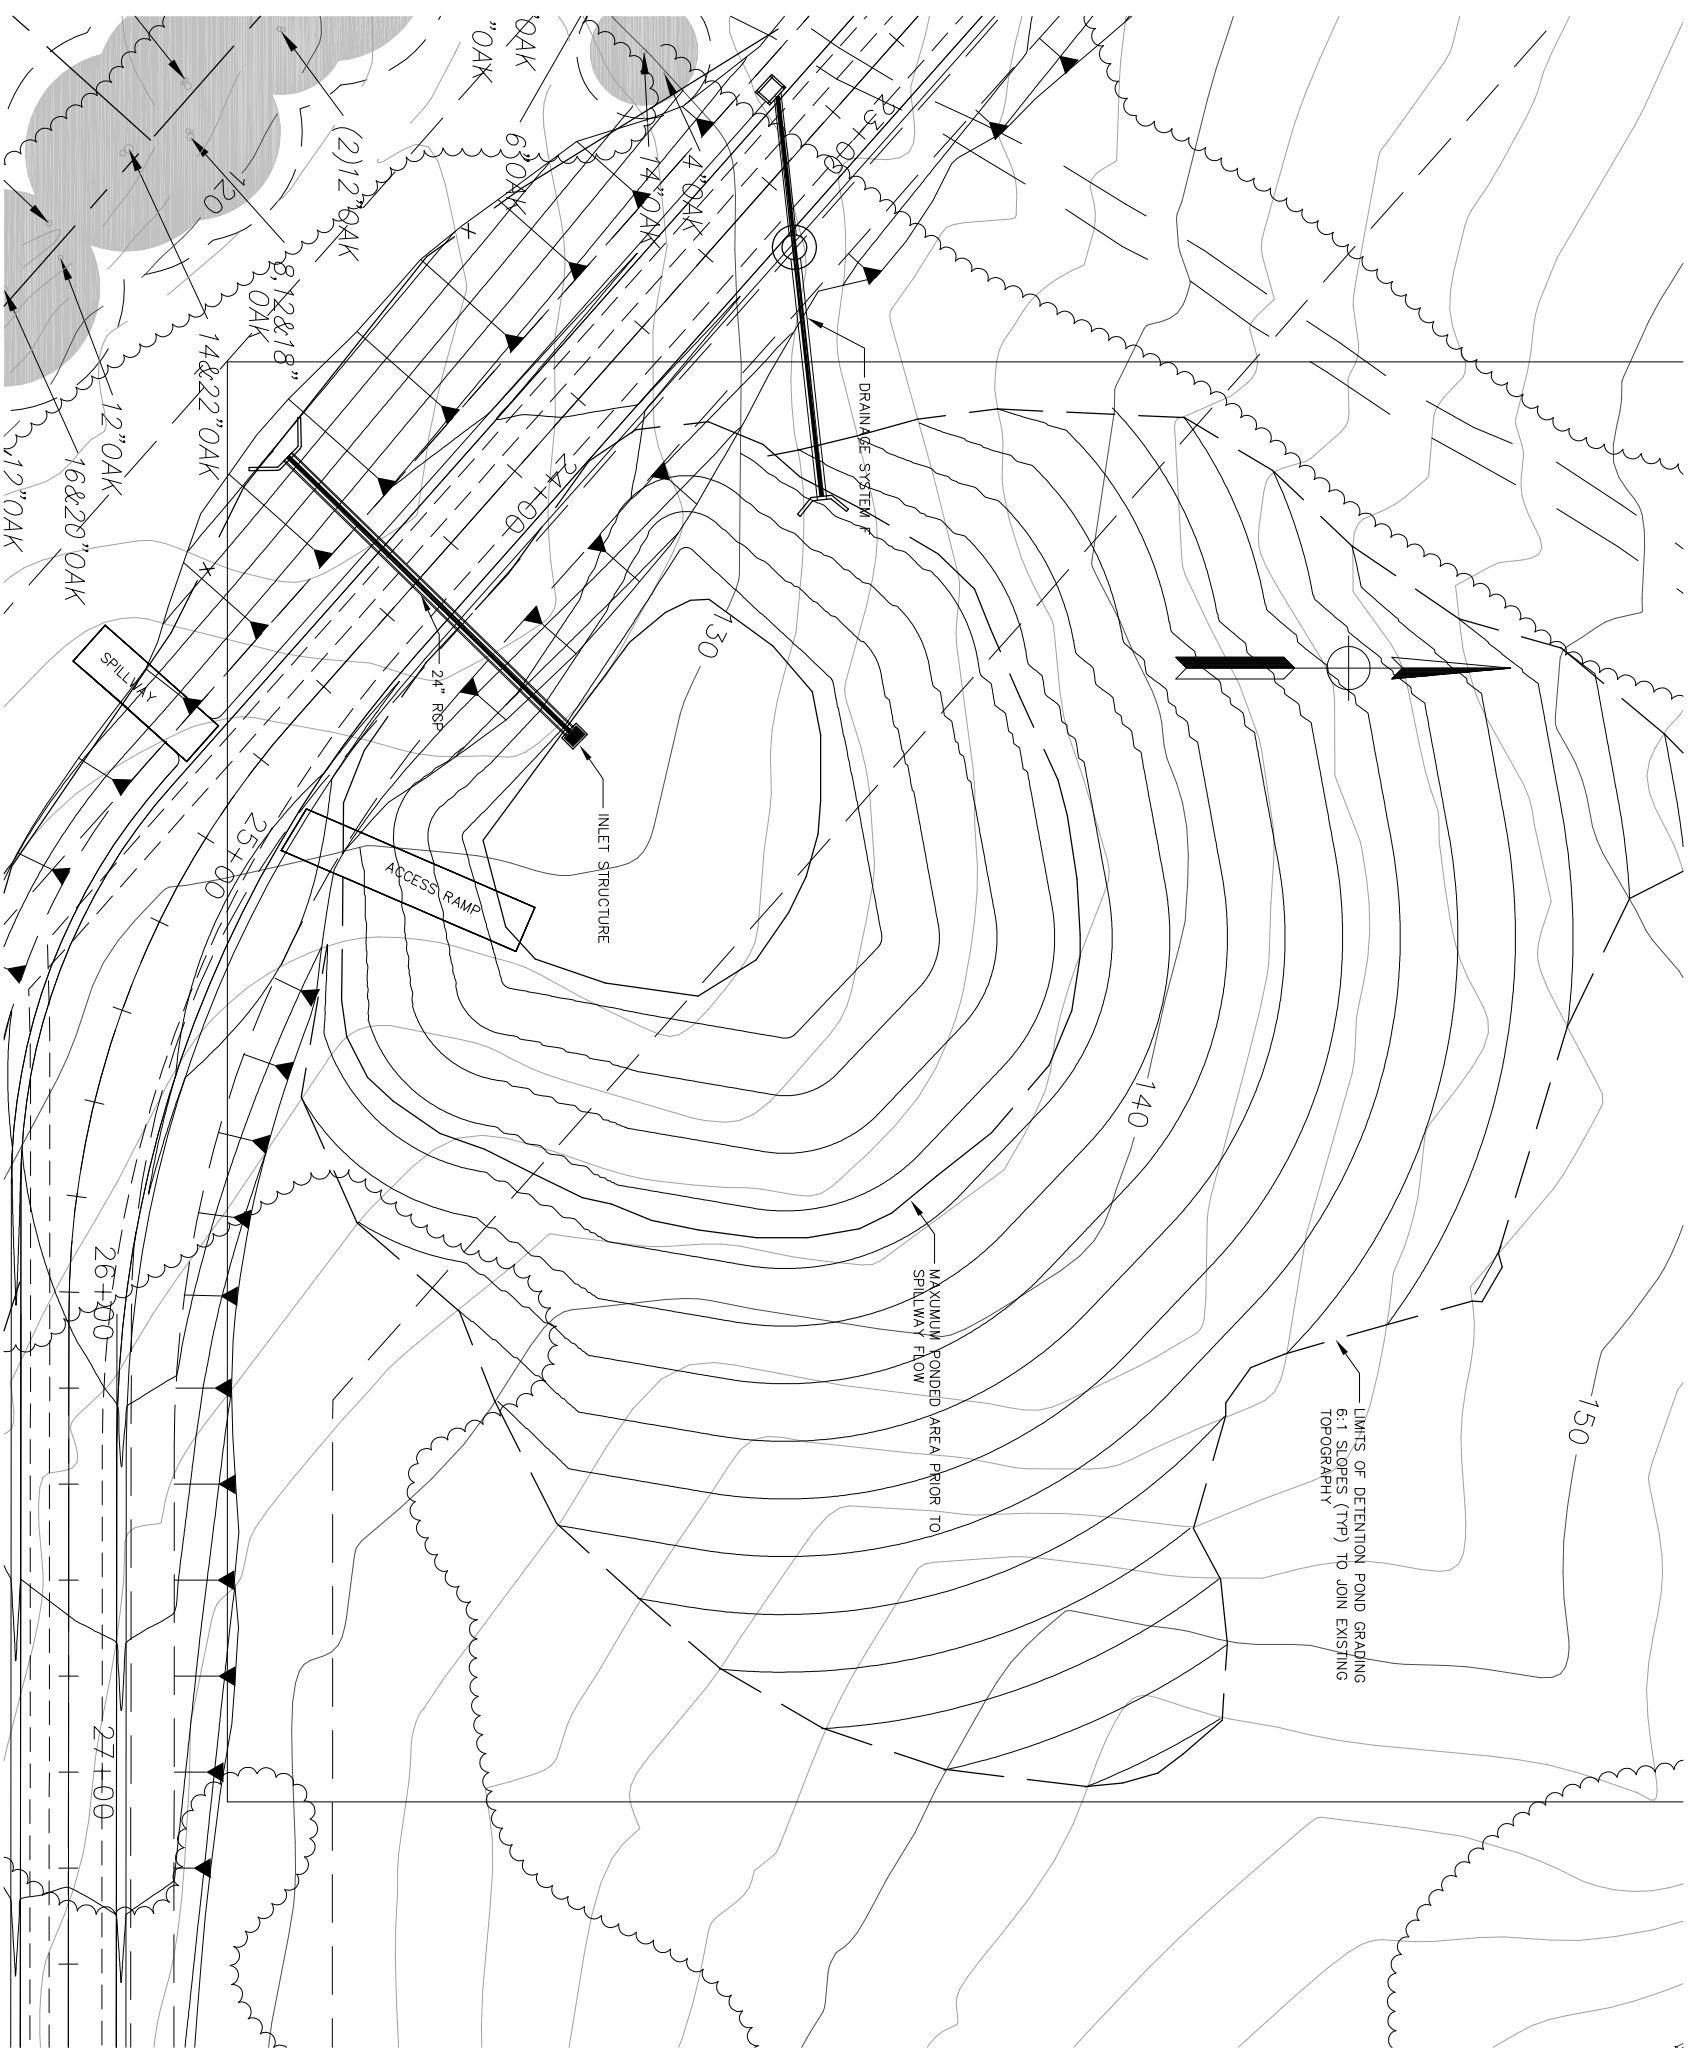 "OAK
"OAK
6"OAK
14"OAK
4"OAK
(2)12"OAK
120
8,12&18"
OAK
14&22"OAK
12"OAK
16&20"OAK
12"OAK
23+00
24+00
25+00
26+00
27+00
DRAINAGE SYSTEM F
130
24" RCP
SPILLWAY
ACCESS RAMP
INLET STRUCTURE
140
MAXUMUM PONDED AREA PRIOR TO
SPILLWAY FLOW
150
LIMITS OF DETENTION POND GRADING
6:1 SLOPES (TYP) TO JOIN EXISTING
TOPOGRAPHY